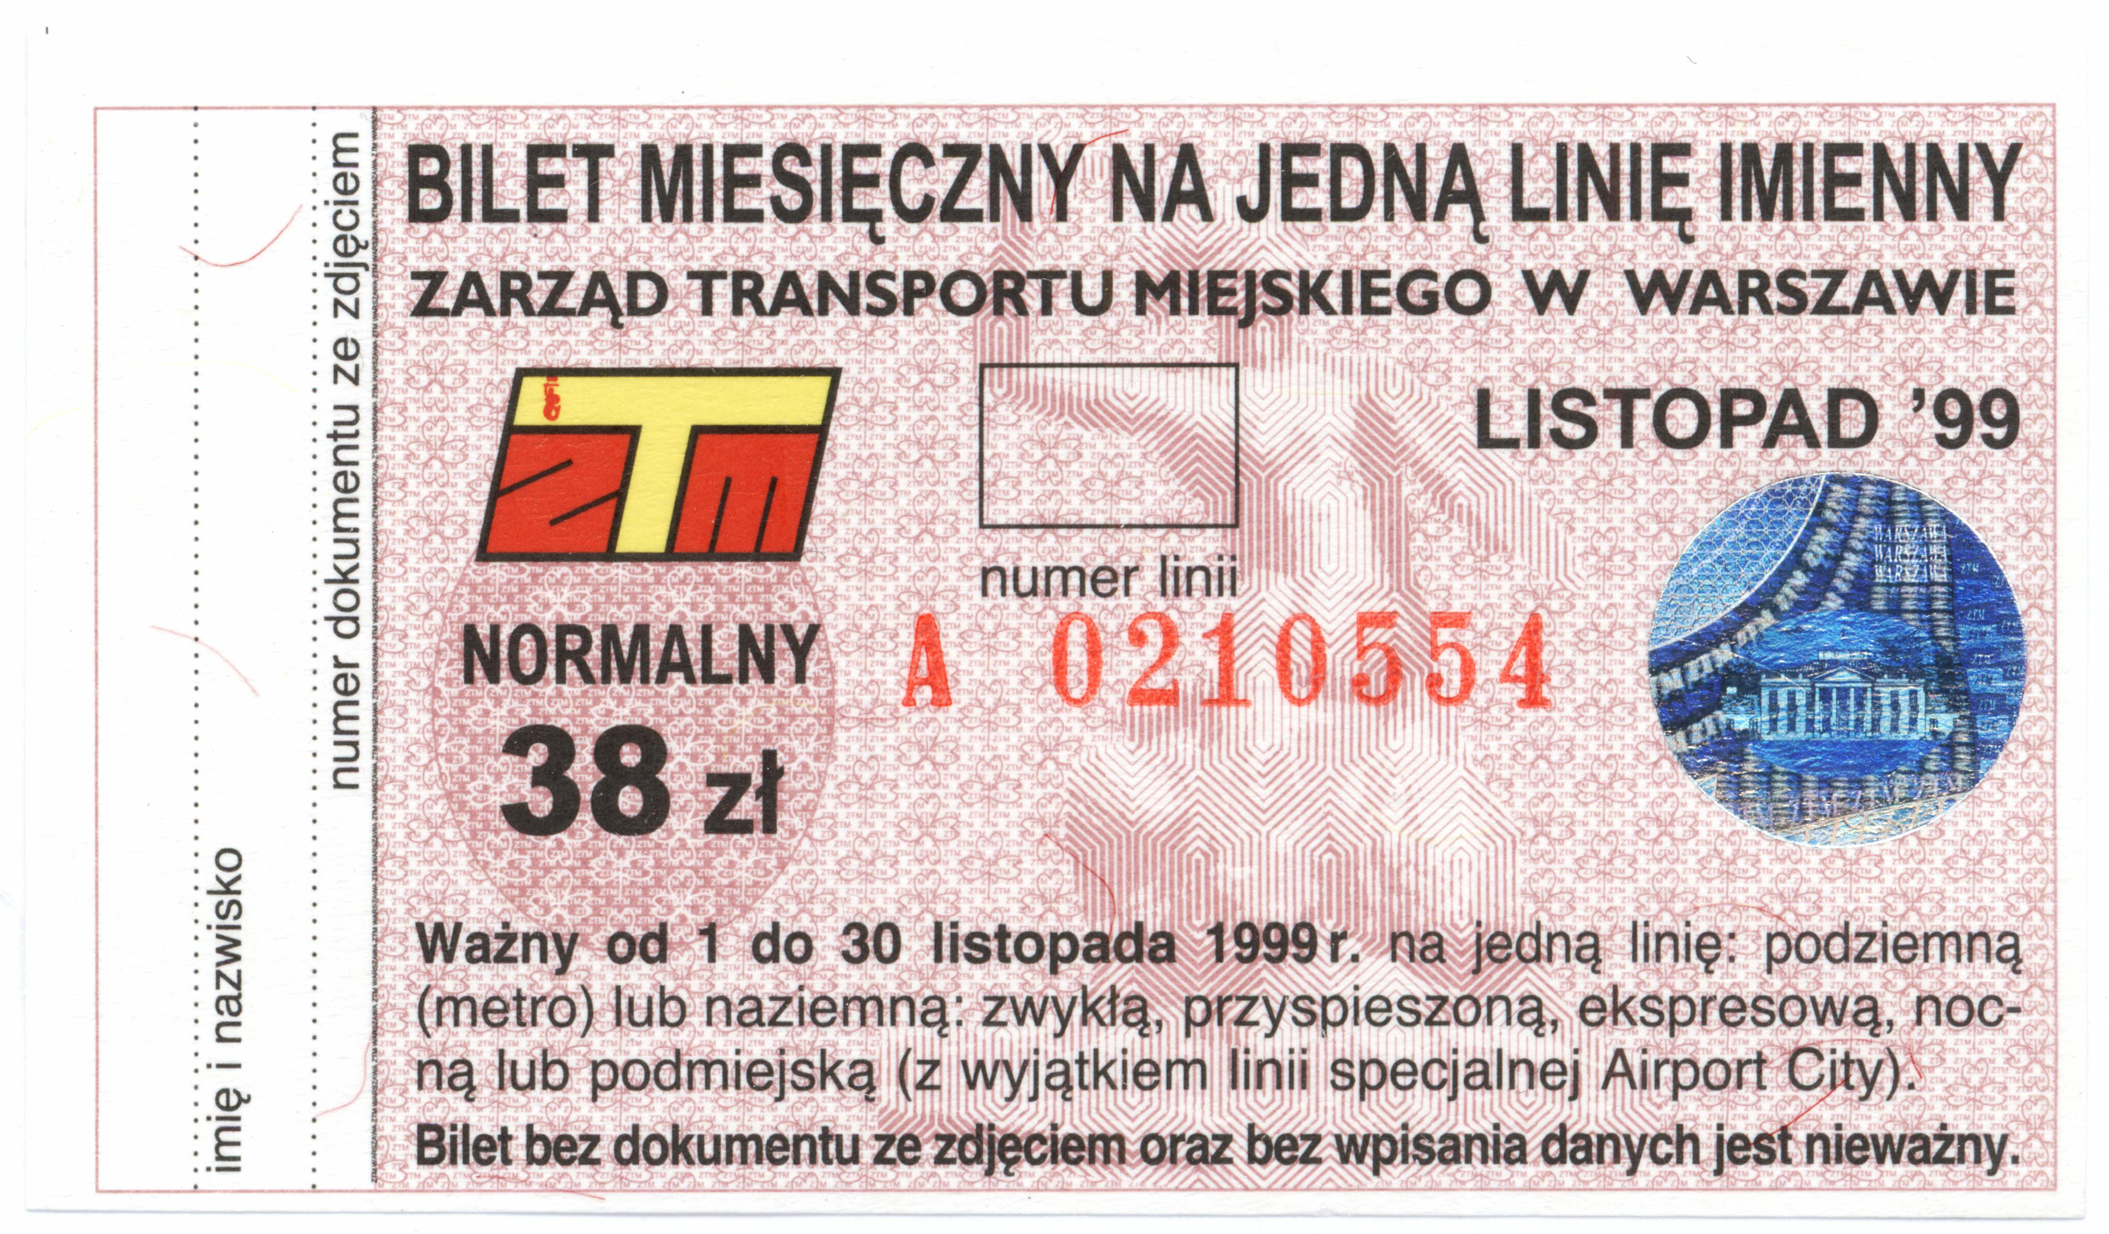 BILET MIESIĘCZNY NA JEDNĄ LINIĘ IMIENNY
ZARZĄD TRANSPORTU MIEJSKIEGO W WARSZAWIE
ZTM
LISTOPAD '99
numer linii
NORMALNY
38 zł
A 0210554
WARSZAWA
WARSZAWA
WARSZAWA
Ważny od 1 do 30 listopada 1999 r. na jedną linię: podziemną
(metro) lub naziemną: zwykłą, przyspieszoną, ekspresową, noc-
ną lub podmiejską (z wyjątkiem linii specjalnej Airport City).
Bilet bez dokumentu ze zdjęciem oraz bez wpisania danych jest nieważny.
imię i nazwisko
numer dokumentu ze zdjęciem